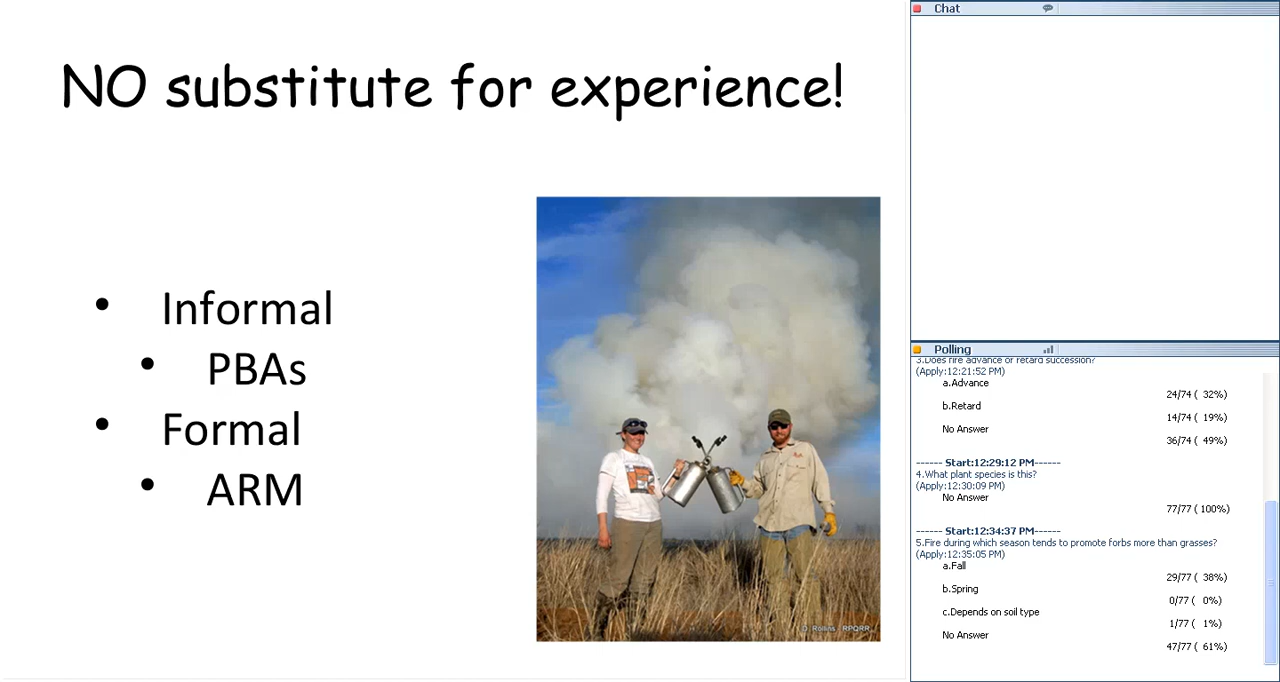 NO substitute for experience!
• Informal
• PBAs
• Formal
• ARM
D. Rollins - RPQRR
Chat
Polling
3.Does fire advance or retard succession?
(Apply:12:21:52 PM)
a.Advance
24/74 ( 32%)
b.Retard
14/74 ( 19%)
No Answer
36/74 ( 49%)
------ Start:12:29:12 PM------
4.What plant species is this?
(Apply:12:30:09 PM)
No Answer
77/77 ( 100%)
------ Start:12:34:37 PM------
5.Fire during which season tends to promote forbs more than grasses?
(Apply:12:35:05 PM)
a.Fall
29/77 ( 38%)
b.Spring
0/77 ( 0%)
c.Depends on soil type
1/77 ( 1%)
No Answer
47/77 ( 61%)